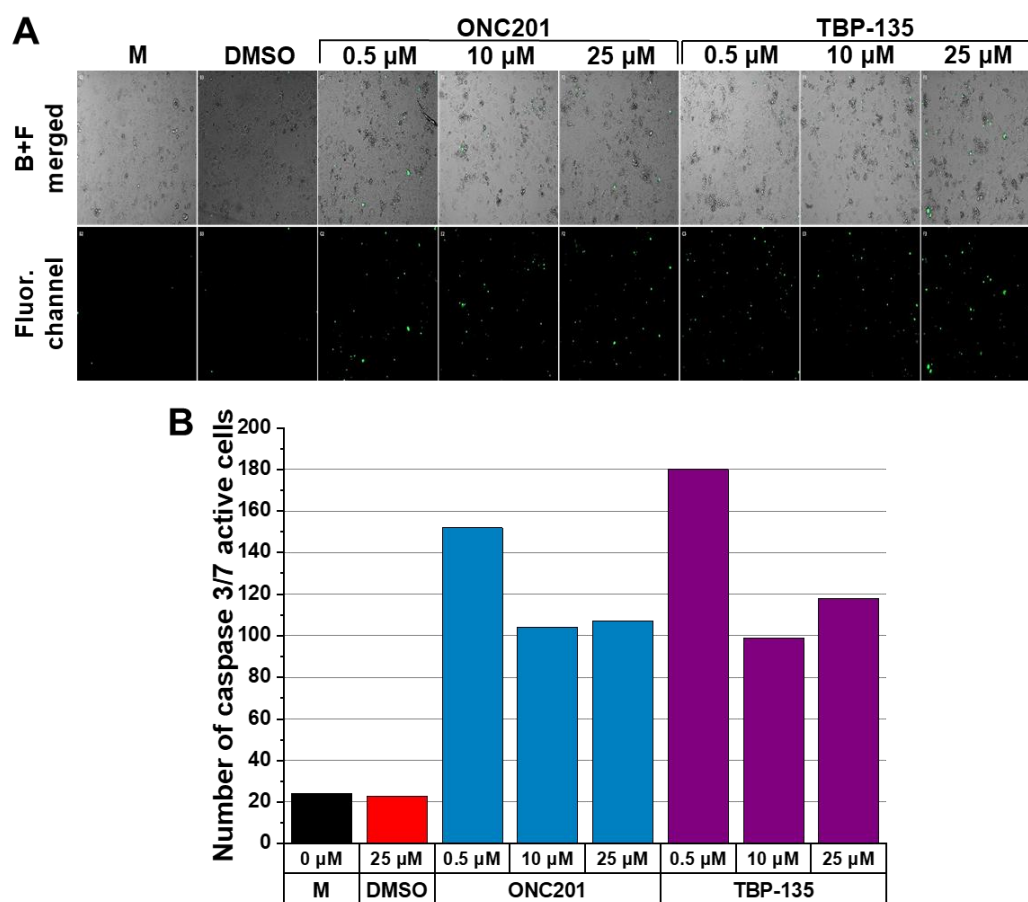 A
ONC201 TBP-135
M DMSO 0.5 µM 10 µM 25 µM 0.5 µM 10 µM 25 µM
B+F merged
Fluor. channel
B
Number of caspase 3/7 active cells
200
180
160
140
120
100
80
60
40
20
0
0 µM 25 µM 0.5 µM 10 µM 25 µM 0.5 µM 10 µM 25 µM
M DMSO ONC201 TBP-135